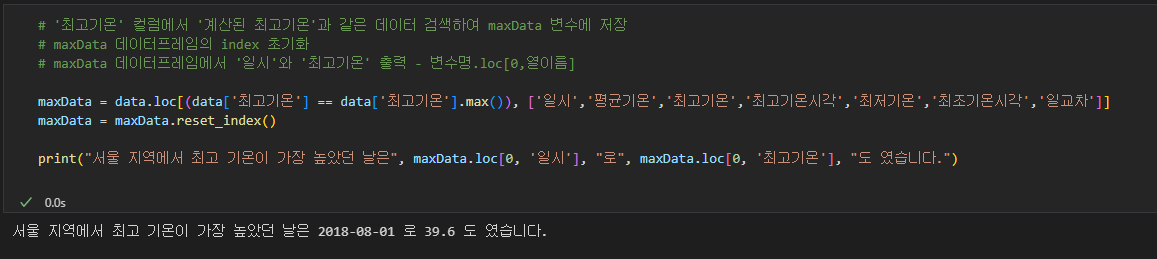 # '최고기온' 컬럼에서 '계산된 최고기온'과 같은 데이터 검색하여 maxData 변수에 저장
# maxData 데이터프레임의 index 초기화
# maxData 데이터프레임에서 '일시'와 '최고기온' 출력 - 변수명.loc[0,열이름]
maxData = data.loc[(data['최고기온'] == data['최고기온'].max()), ['일시','평균기온','최고기온','최고기온시각','최저기온','최조기온시각','일교차']]
maxData = maxData.reset_index()
print("서울 지역에서 최고 기온이 가장 높았던 날은", maxData.loc[0, '일시'], "로", maxData.loc[0, '최고기온'], "도 였습니다.")
✓ 0.0s
서울 지역에서 최고 기온이 가장 높았던 날은 2018-08-01 로 39.6 도 였습니다.